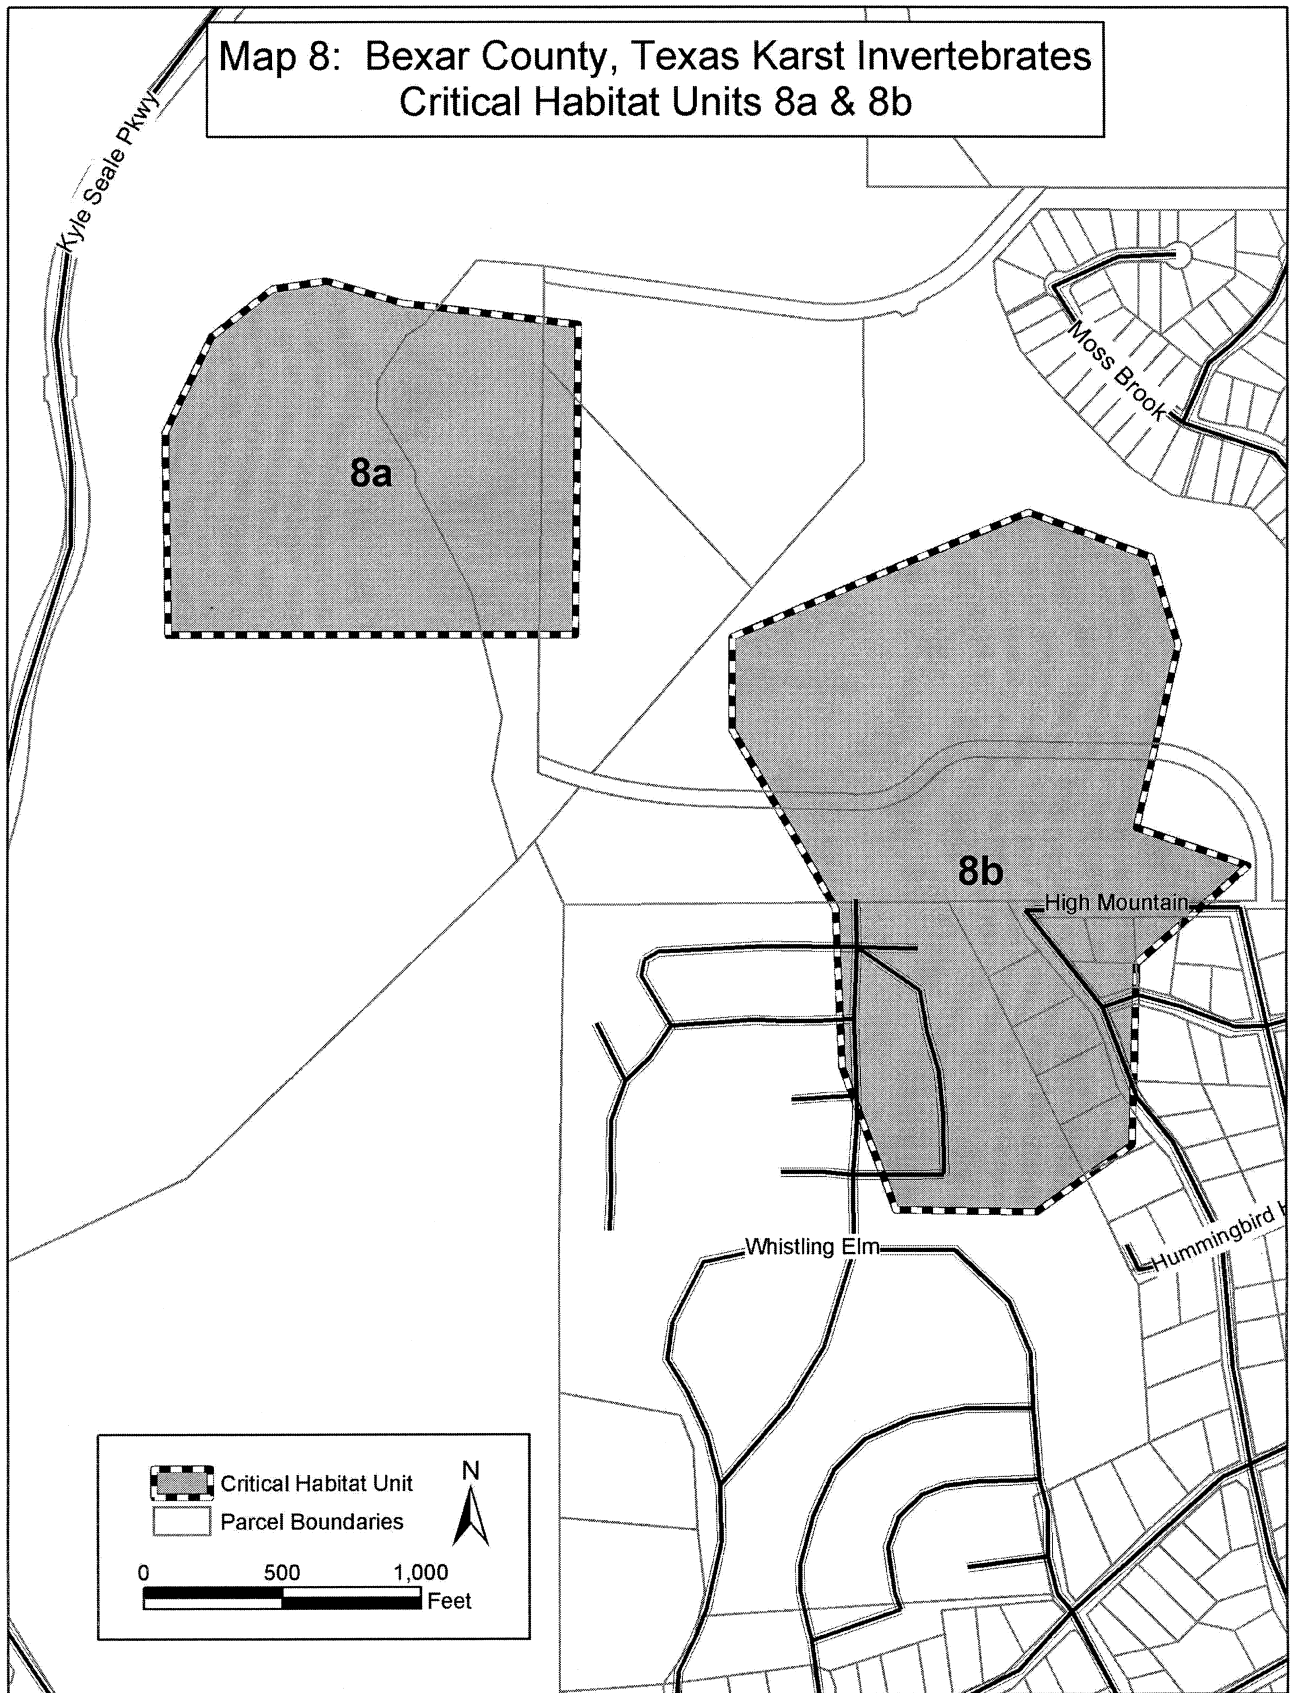 Map 8: Bexar County, Texas Karst Invertebrates
Critical Habitat Units 8a & 8b
Kyle Seale Pkwy
Moss Brook
8a
8b
High Mountain
Whistling Elm
Hummingbird H
Critical Habitat Unit
Parcel Boundaries
N
0 500 1,000
Feet